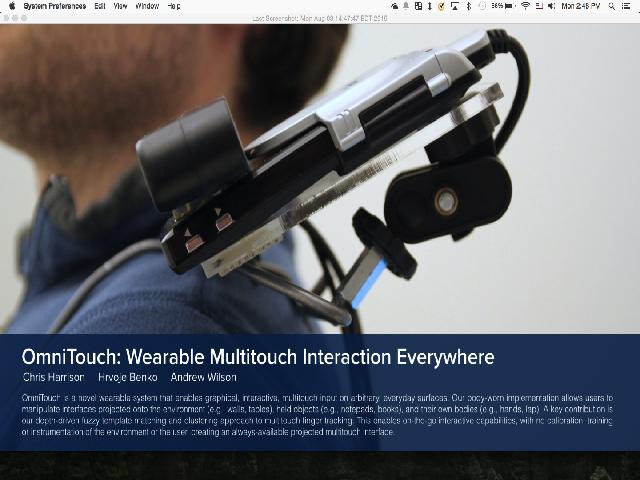 System Preferences Edit View Window Help
36% Mon 2:48 PM
Last Screenshot: Mon Aug 03 14:47:47 EDT 2015
OmniTouch: Wearable Multitouch Interaction Everywhere
Chris Harrison Hrvoje Benko Andrew Wilson
OmniTouch is a novel wearable system that enables graphical, interactive, multitouch input on arbitrary, everyday surfaces. Our body-worn implementation allows users to
manipulate interfaces projected onto the environment (e.g., walls, tables), held objects (e.g., notepads, books), and their own bodies (e.g., hands, lap). A key contribution is
our depth-driven fuzzy template matching and clustering approach to multitouch finger tracking. This enables on-the-go interactive capabilities, with no calibration, training
or instrumentation of the environment or the user, creating an always-available projected multitouch interface.